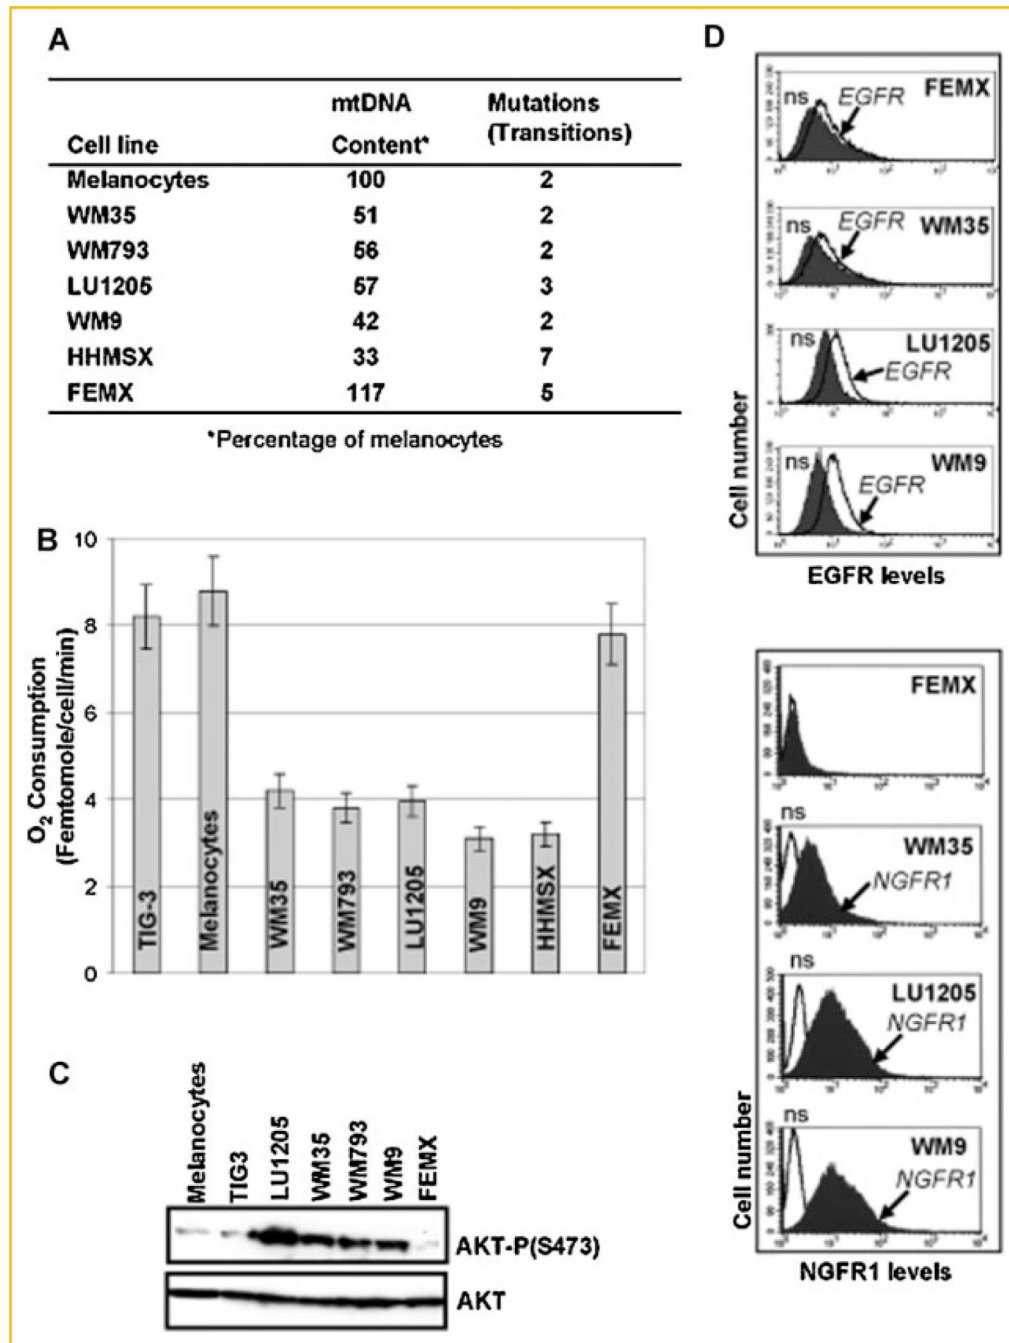 A
mtDNA Mutations
Cell line Content* (Transitions)
Melanocytes 100 2
WM35 51 2
WM793 56 2
LU1205 57 3
WM9 42 2
HHMSX 33 7
FEMX 117 5
*Percentage of melanocytes
B
O2 Consumption
(Femtomole/cell/min)
10
8
6
4
2
0
TIG-3
Melanocytes
WM35
WM793
LU1205
WM9
HHMSX
FEMX
C
Melanocytes
TIG3
LU1205
WM35
WM793
WM9
FEMX
AKT-P(S473)
AKT
D
FEMX
ns EGFR
WM35
ns EGFR
LU1205
ns EGFR
WM9
ns EGFR
Cell number
EGFR levels
FEMX
ns
WM35
NGFR1
ns
LU1205
NGFR1
ns
WM9
NGFR1
Cell number
NGFR1 levels